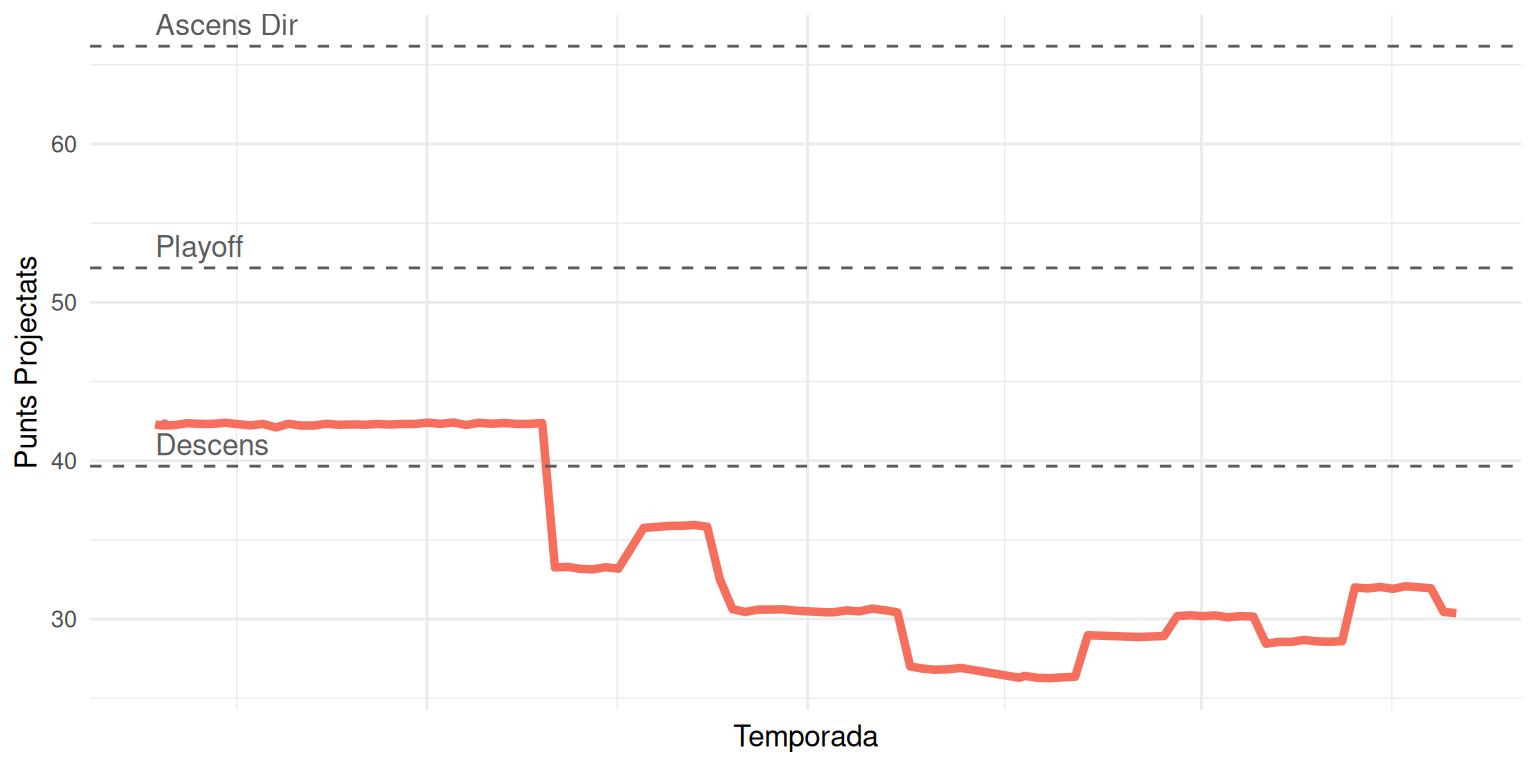 Ascens Dir
60
Playoff
50
Descens
40
30
Punts Projectats
Temporada